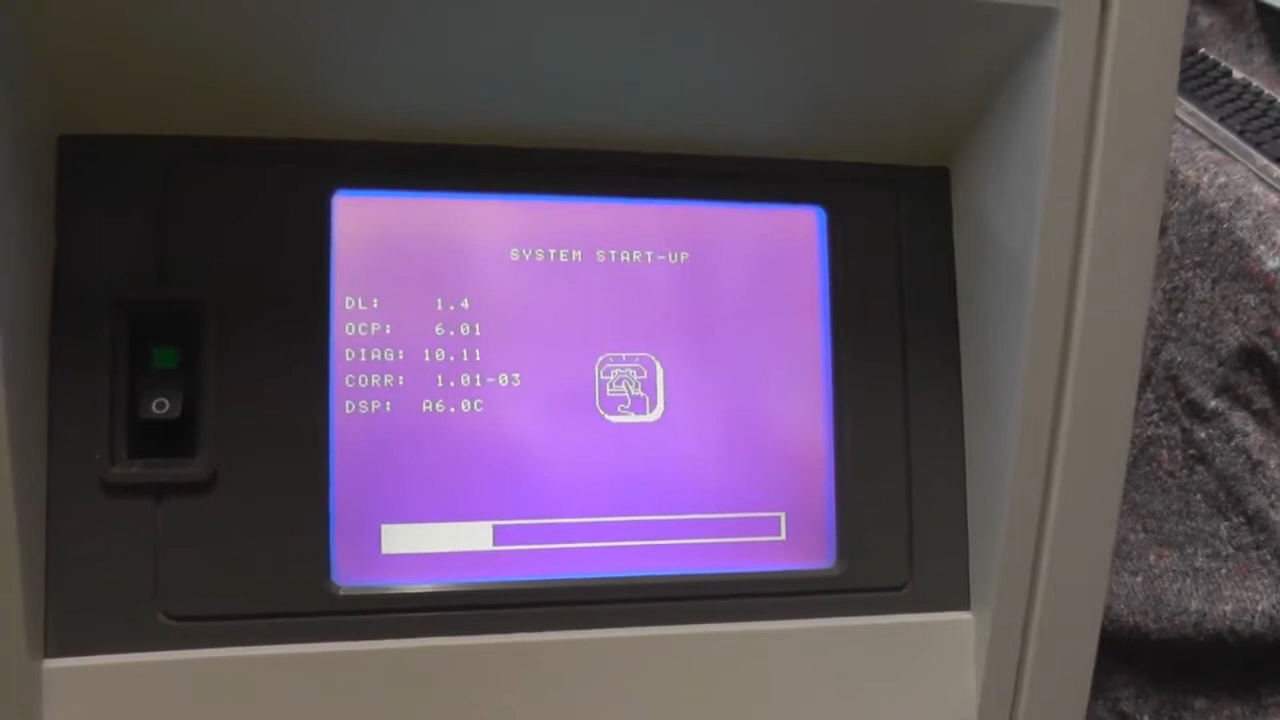 SYSTEM START-UP
DL: 1.4
OCP: 6.01
DIAG: 10.11
CORR: 1.01-03
DSP: A6.0C